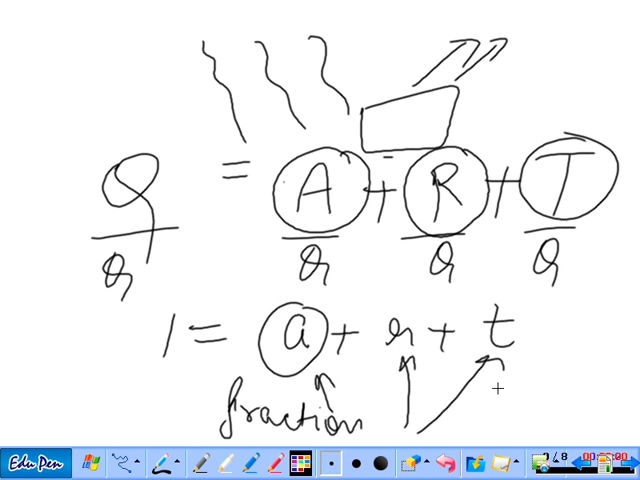 Q/Q = A/Q + R/Q + T/Q
1 = a + r + t
fraction
Edu Pen